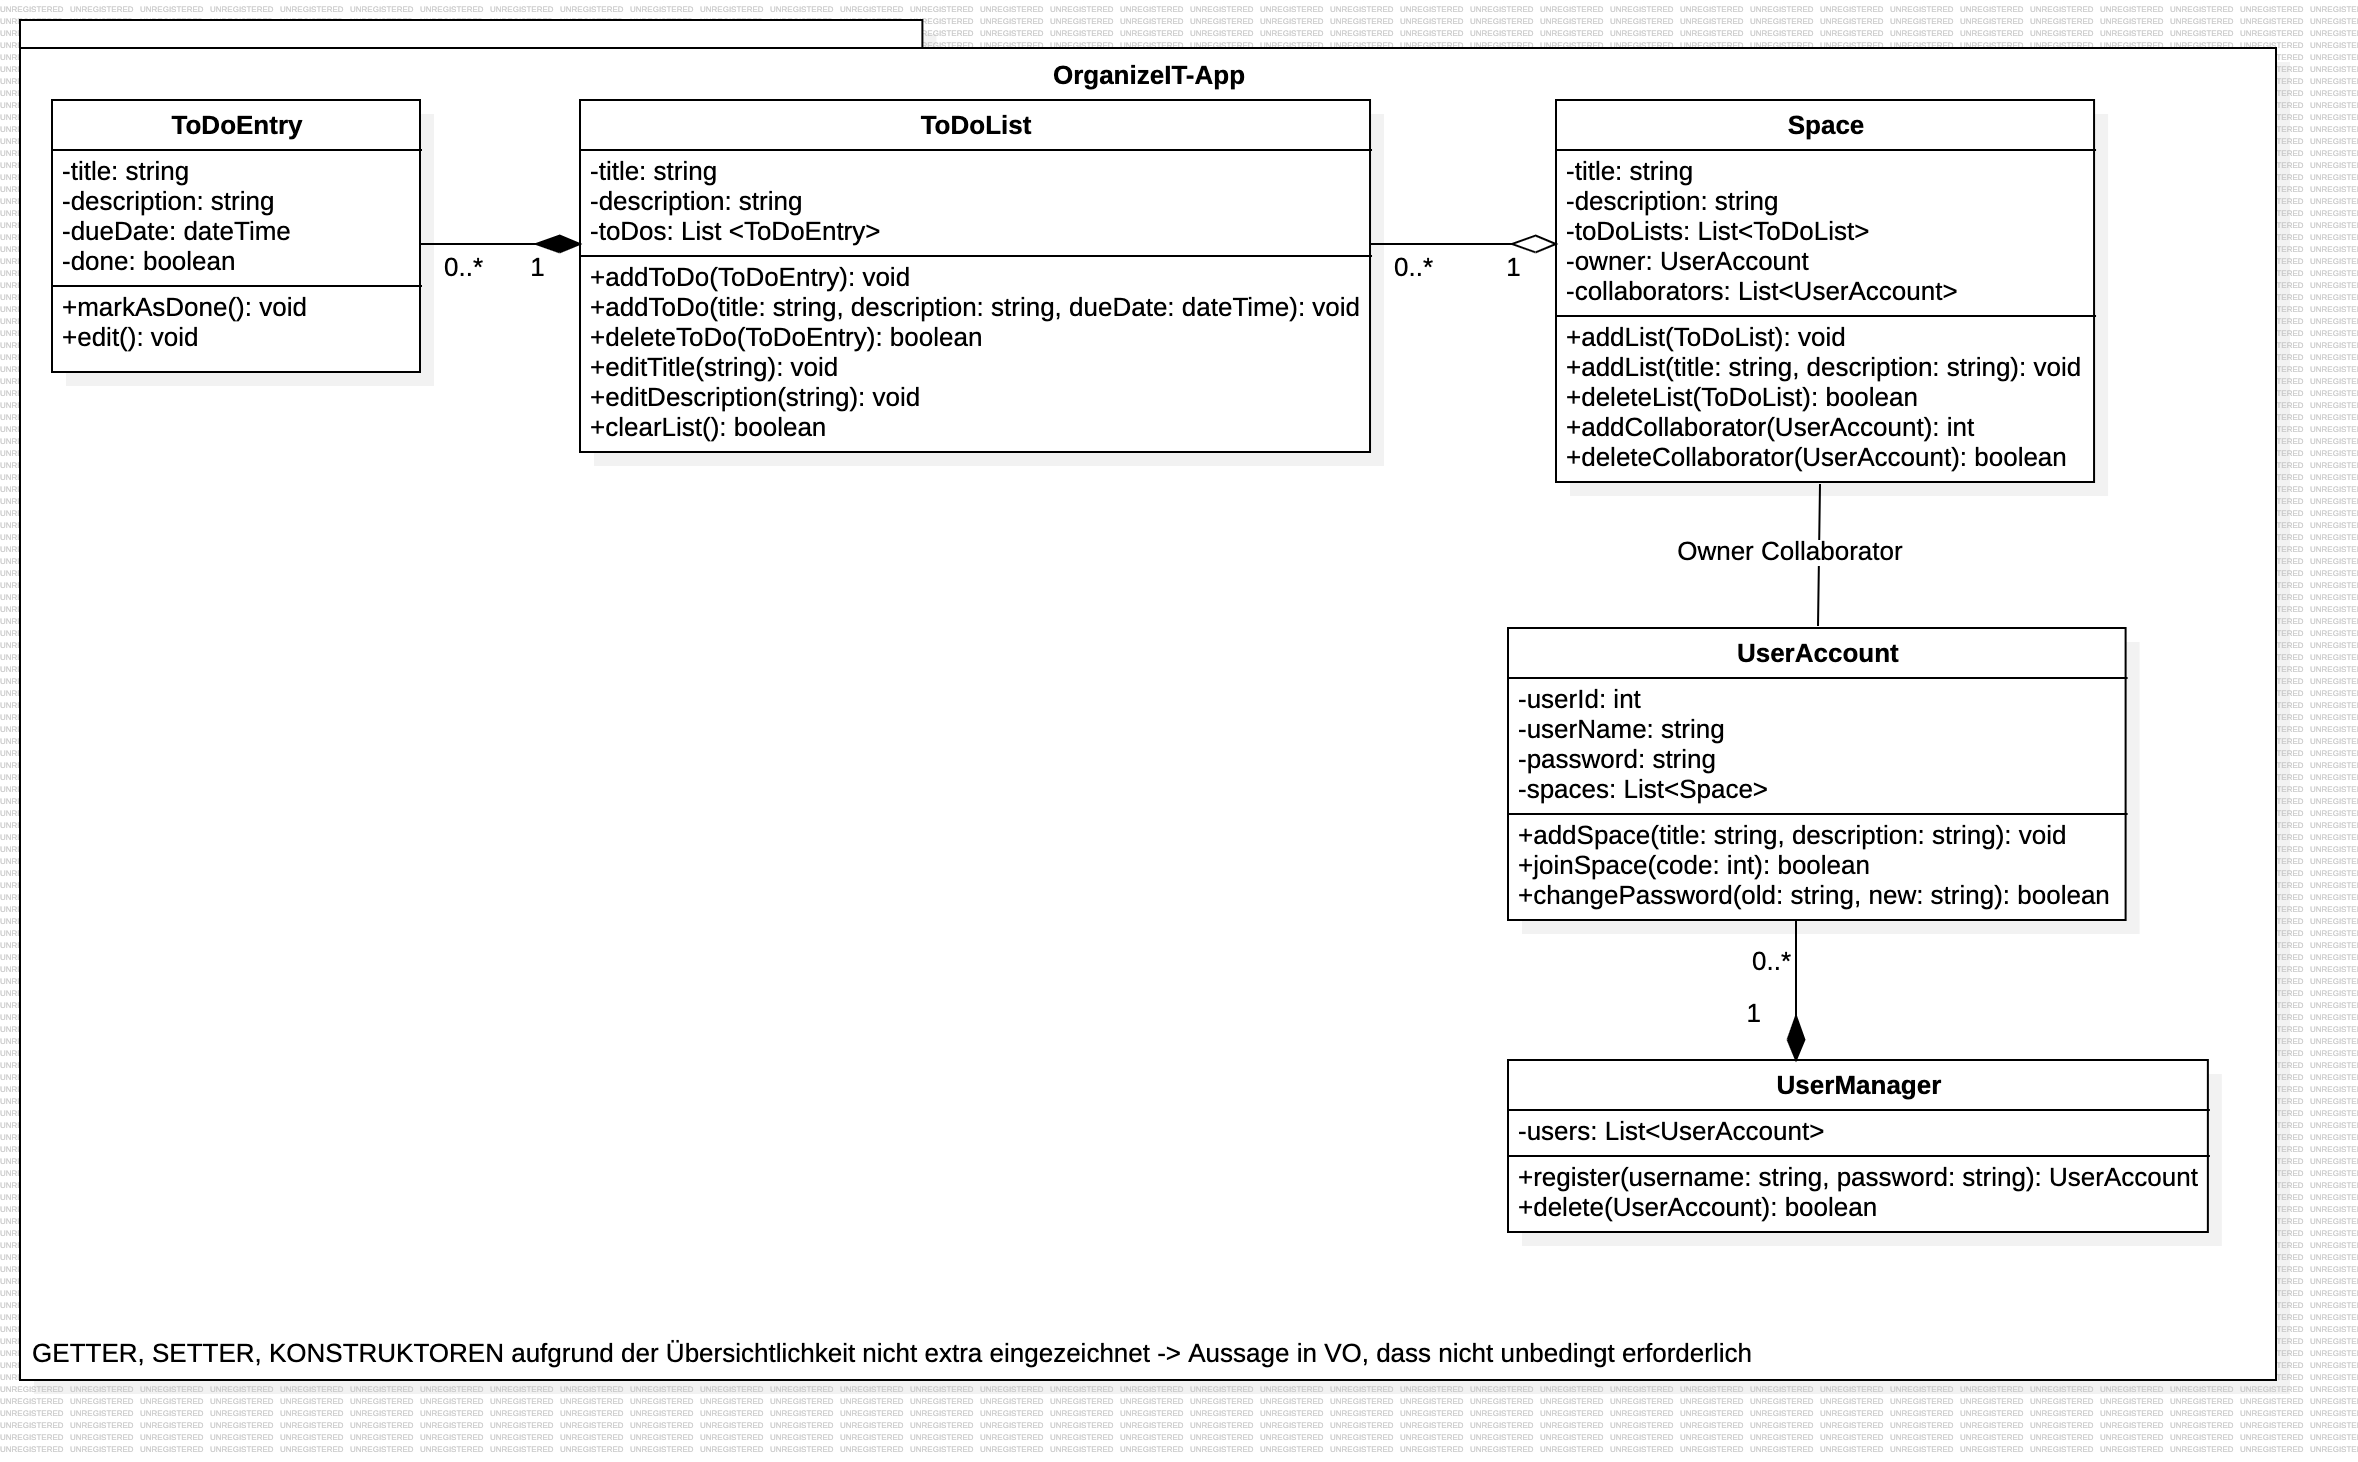 OrganizeIT-App
ToDoEntry
-title: string
-description: string
-dueDate: dateTime
-done: boolean
+markAsDone(): void
+edit(): void
0..*
1
ToDoList
-title: string
-description: string
-toDos: List <ToDoEntry>
+addToDo(ToDoEntry): void
+addToDo(title: string, description: string, dueDate: dateTime): void
+deleteToDo(ToDoEntry): boolean
+editTitle(string): void
+editDescription(string): void
+clearList(): boolean
0..*
1
Space
-title: string
-description: string
-toDoLists: List<ToDoList>
-owner: UserAccount
-collaborators: List<UserAccount>
+addList(ToDoList): void
+addList(title: string, description: string): void
+deleteList(ToDoList): boolean
+addCollaborator(UserAccount): int
+deleteCollaborator(UserAccount): boolean
Owner Collaborator
UserAccount
-userId: int
-userName: string
-password: string
-spaces: List<Space>
+addSpace(title: string, description: string): void
+joinSpace(code: int): boolean
+changePassword(old: string, new: string): boolean
0..*
1
UserManager
-users: List<UserAccount>
+register(username: string, password: string): UserAccount
+delete(UserAccount): boolean
GETTER, SETTER, KONSTRUKTOREN aufgrund der Übersichtlichkeit nicht extra eingezeichnet -> Aussage in VO, dass nicht unbedingt erforderlich
UNREGISTERED